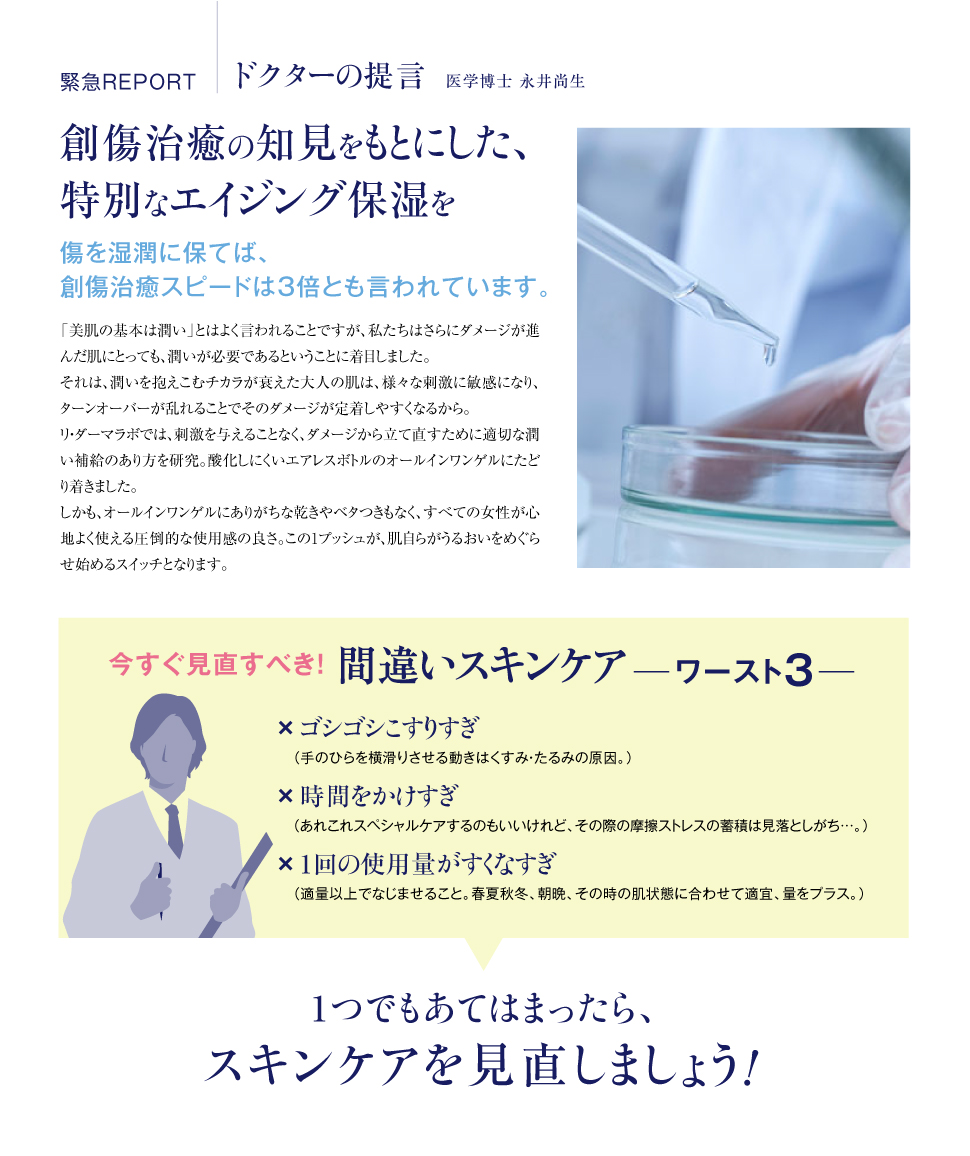 緊急REPORT
ドクターの提言 医学博士 永井尚生
創傷治癒の知見をもとにした、
特別なエイジング保湿を
傷を湿潤に保てば、
創傷治癒スピードは3倍とも言われています。
「美肌の基本は潤い」とはよく言われることですが、私たちはさらにダメージが進
んだ肌にとっても、潤いが必要であるということに着目しました。
それは、潤いを抱えこむチカラが衰えた大人の肌は、様々な刺激に敏感になり、
ターンオーバーが乱れることでそのダメージが定着しやすくなるから。
リ・ダーマラボでは、刺激を与えることなく、ダメージから立て直すために適切な潤
い補給のあり方を研究。酸化しにくいエアレスボトルのオールインワンゲルにたど
り着きました。
しかも、オールインワンゲルにありがちな乾きやベタつきもなく、すべての女性が心
地よく使える圧倒的な使用感の良さ。この1プッシュが、肌自らがうるおいをめぐら
せ始めるスイッチとなります。
今すぐ見直すべき! 間違いスキンケア ―ワースト3―
× ゴシゴシこすりすぎ
(手のひらを横滑りさせる動きはくすみ・たるみの原因。)
× 時間をかけすぎ
(あれこれスペシャルケアするのもいいけれど、その際の摩擦ストレスの蓄積は見落としがち…。)
× 1回の使用量がすくなすぎ
(適量以上でなじませること。春夏秋冬、朝晩、その時の肌状態に合わせて適宜、量をプラス。)
1つでもあてはまったら、
スキンケアを見直しましょう!